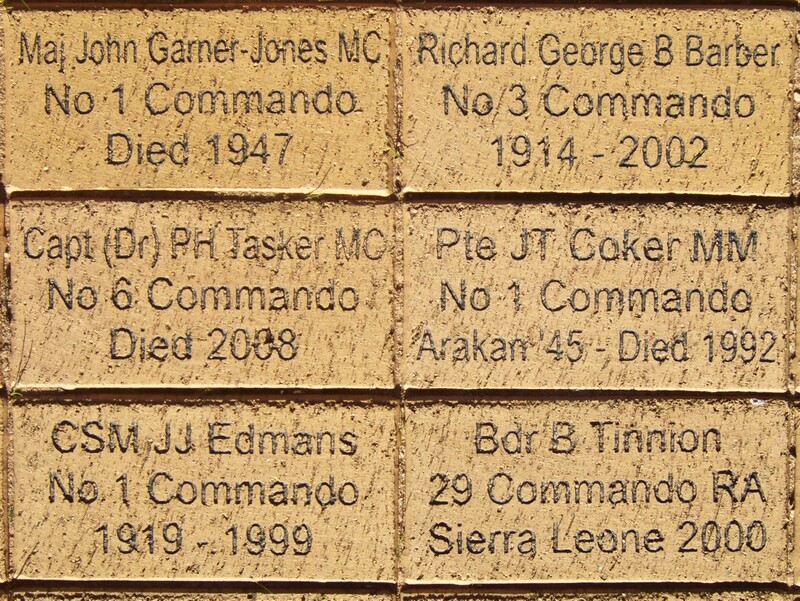 Maj John Garner-Jones MC
No 1 Commando
Died 1947
Richard George B Barber
No 3 Commando
1914 - 2002
Capt (Dr) PH Tasker MC
No 6 Commando
Died 2008
Pte JT Coker MM
No 1 Commando
Arakan '45 - Died 1992
CSM JJ Edmans
No 1 Commando
1919 - 1999
Bdr B Tinnion
29 Commando RA
Sierra Leone 2000